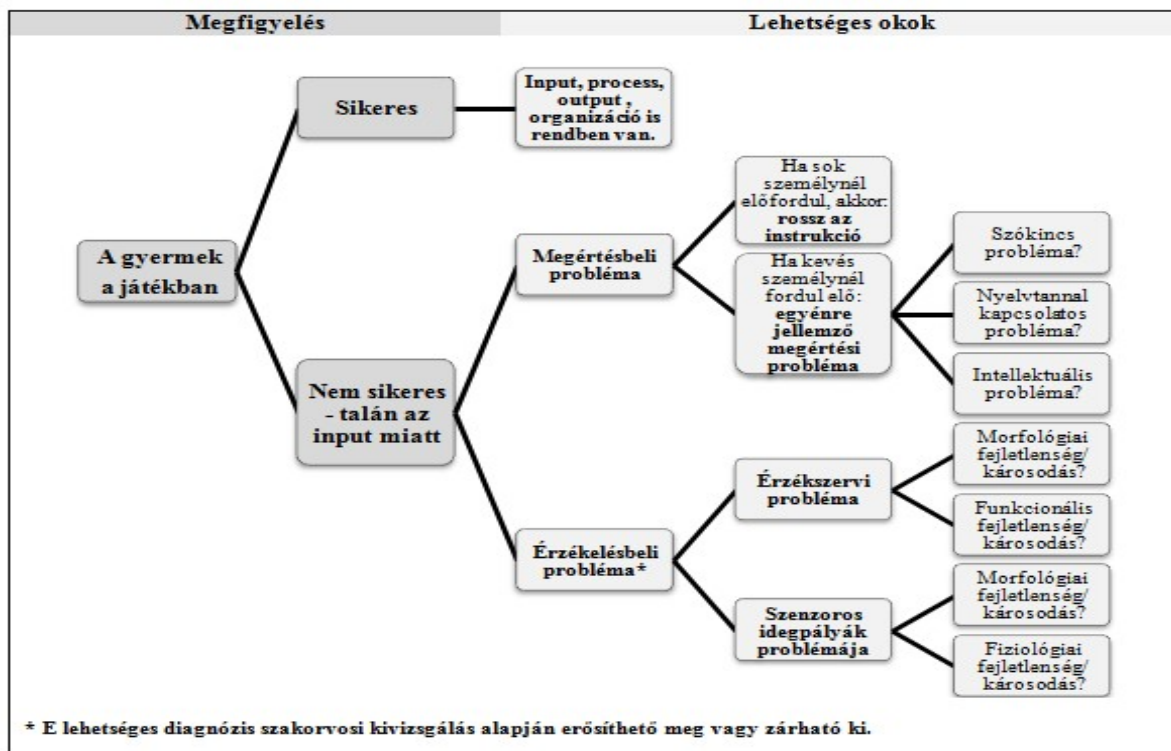 Megfigyelés
Lehetséges okok
A gyermek
a játékban
Sikeres
Input, process,
output ,
organizáció is
rendben van.
Nem sikeres
- talán az
input miatt
Megértésbeli
probléma
Ha sok
személynél
előfordul, akkor:
rossz az
instrukció
Ha kevés
személynél
fordul elő:
egyénre
jellemző
megértési
probléma
Szókincs
probléma?
Nyelvtannal
kapcsolatos
probléma?
Intellektuális
probléma?
Érzékelésbeli
probléma*
Érzékszervi
probléma
Morfológiai
fejletlenség/
károsodás?
Funkcionális
fejletlenség/
károsodás?
Szenzoros
idegpályák
problémája
Morfológiai
fejletlenség/
károsodás?
Fiziológiai
fejletlenség/
károsodás?
* E lehetséges diagnózis szakorvosi kivizsgálás alapján erősíthető meg vagy zárható ki.